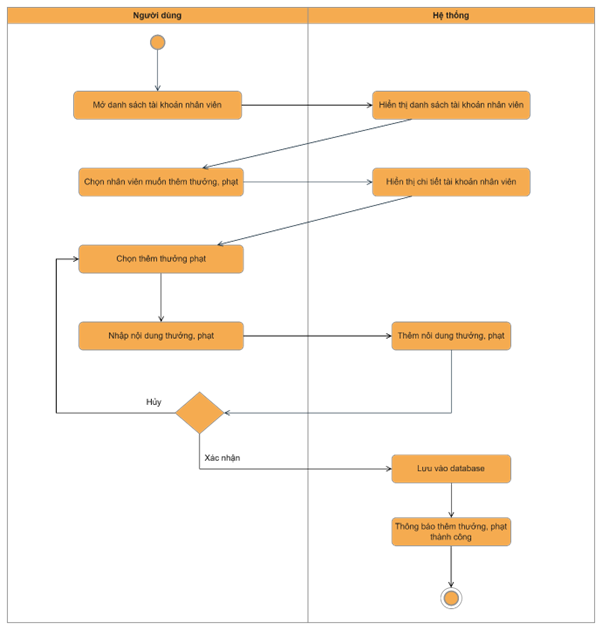 Người dùng
Hệ thống
Mở danh sách tài khoản nhân viên
Hiển thị danh sách tài khoản nhân viên
Chọn nhân viên muốn thêm thưởng, phạt
Hiển thị chi tiết tài khoản nhân viên
Chọn thêm thưởng phạt
Nhập nội dung thưởng, phạt
Thêm nôi dung thưởng, phạt
Hủy
Xác nhận
Lưu vào database
Thông báo thêm thưởng, phạt
thành công